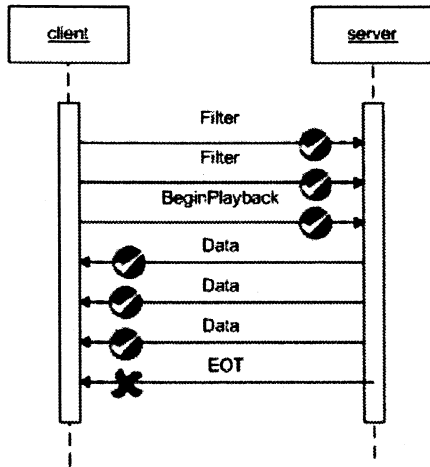 client
server
Filter
Filter
BeginPlayback
Data
Data
Data
EOT